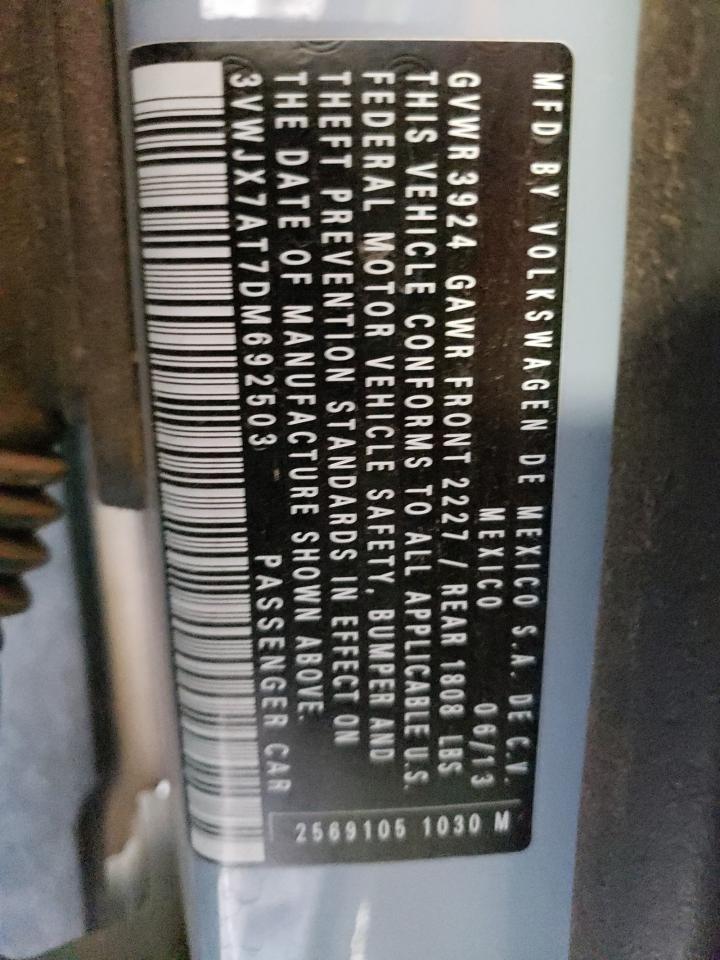 MFD BY VOLKSWAGEN DE MEXICO S.A. DE C.V.
MEXICO 06/13
GVWR 3924 GAWR FRONT 2227 / REAR 1808 LBS
THIS VEHICLE CONFORMS TO ALL APPLICABLE U.S.
FEDERAL MOTOR VEHICLE SAFETY, BUMPER AND
THEFT PREVENTION STANDARDS IN EFFECT ON
THE DATE OF MANUFACTURE SHOWN ABOVE.
3VWJX7AT7DM692503 PASSENGER CAR
2569105 1030 M